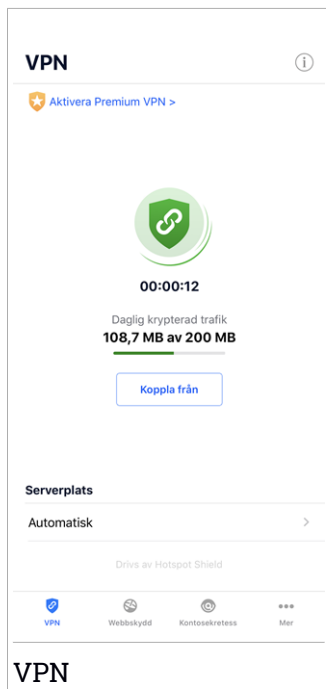 VPN
Aktivera Premium VPN >
00:00:12
Daglig krypterad trafik
108,7 MB av 200 MB
Koppla från
Serverplats
Automatisk
Drivs av Hotspot Shield
VPN Webbskydd Kontosekretess Mer
VPN